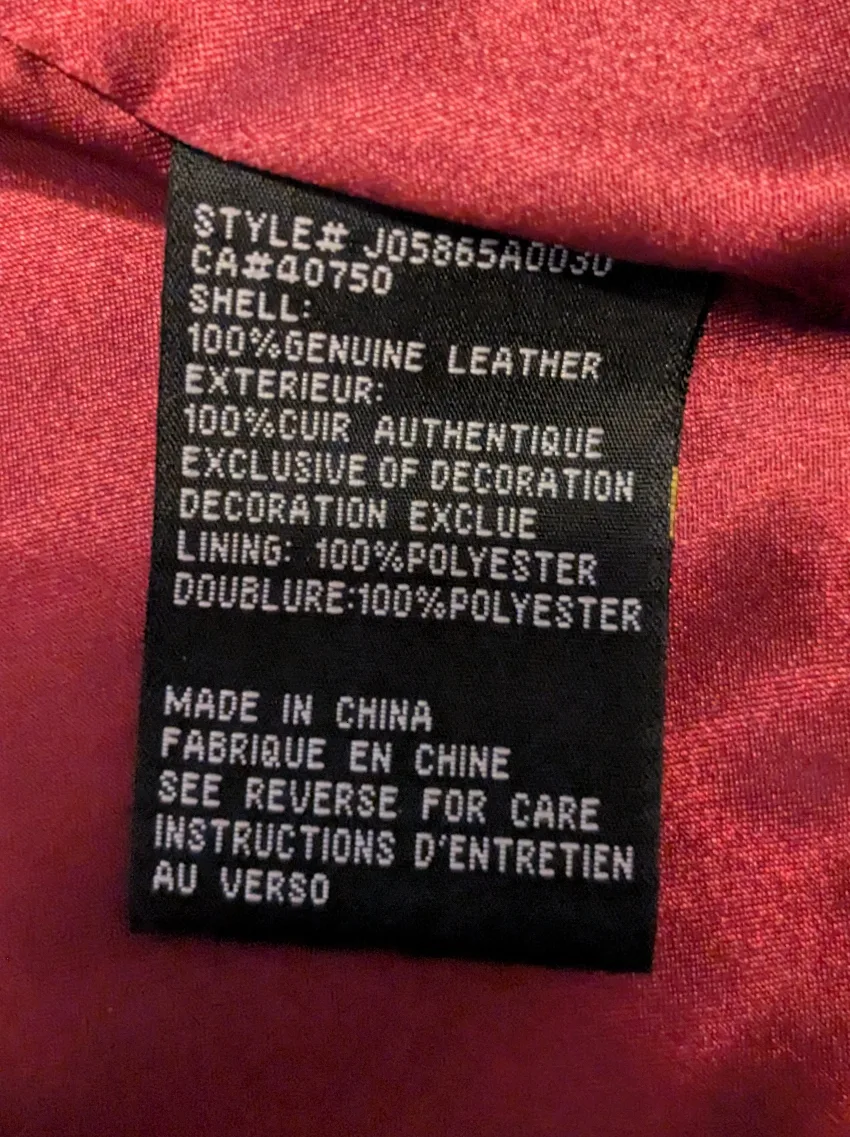 STYLE# J05865A0030
CA#40750
SHELL:
100%GENUINE LEATHER
EXTERIEUR:
100%CUIR AUTHENTIQUE
EXCLUSIVE OF DECORATION
DECORATION EXCLUE
LINING: 100%POLYESTER
DOUBLURE:100%POLYESTER
MADE IN CHINA
FABRIQUE EN CHINE
SEE REVERSE FOR CARE
INSTRUCTIONS D'ENTRETIEN
AU VERSO